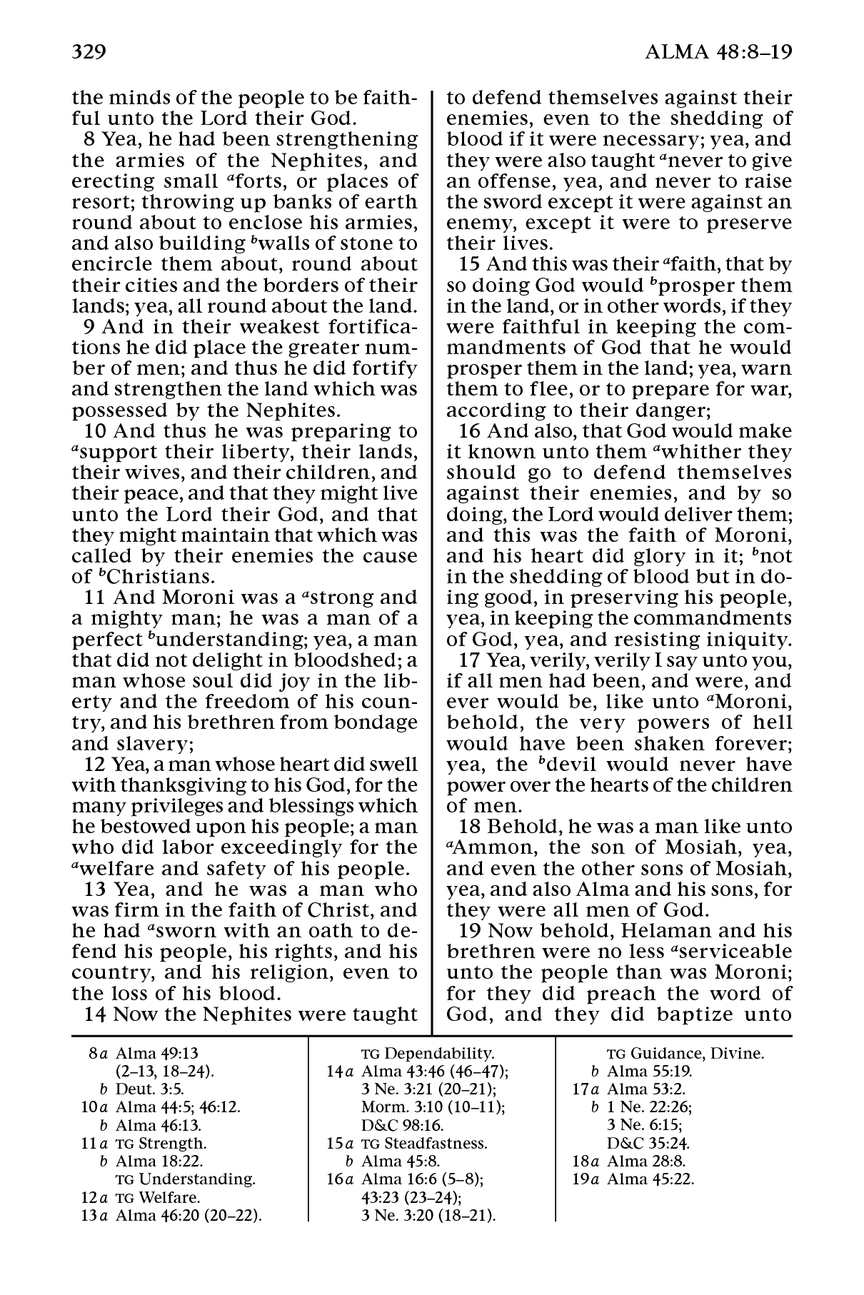 329
ALMA 48:8–19
the minds of the people to be faith-
ful unto the Lord their God.
8 Yea, he had been strengthening
the armies of the Nephites, and
erecting small aforts, or places of
resort; throwing up banks of earth
round about to enclose his armies,
and also building bwalls of stone to
encircle them about, round about
their cities and the borders of their
lands; yea, all round about the land.
9 And in their weakest fortifica-
tions he did place the greater num-
ber of men; and thus he did fortify
and strengthen the land which was
possessed by the Nephites.
10 And thus he was preparing to
asupport their liberty, their lands,
their wives, and their children, and
their peace, and that they might live
unto the Lord their God, and that
they might maintain that which was
called by their enemies the cause
of bChristians.
11 And Moroni was a astrong and
a mighty man; he was a man of a
perfect bunderstanding; yea, a man
that did not delight in bloodshed; a
man whose soul did joy in the lib-
erty and the freedom of his coun-
try, and his brethren from bondage
and slavery;
12 Yea, a man whose heart did swell
with thanksgiving to his God, for the
many privileges and blessings which
he bestowed upon his people; a man
who did labor exceedingly for the
awelfare and safety of his people.
13 Yea, and he was a man who
was firm in the faith of Christ, and
he had asworn with an oath to de-
fend his people, his rights, and his
country, and his religion, even to
the loss of his blood.
14 Now the Nephites were taught
to defend themselves against their
enemies, even to the shedding of
blood if it were necessary; yea, and
they were also taught anever to give
an offense, yea, and never to raise
the sword except it were against an
enemy, except it were to preserve
their lives.
15 And this was their afaith, that by
so doing God would bprosper them
in the land, or in other words, if they
were faithful in keeping the com-
mandments of God that he would
prosper them in the land; yea, warn
them to flee, or to prepare for war,
according to their danger;
16 And also, that God would make
it known unto them awhither they
should go to defend themselves
against their enemies, and by so
doing, the Lord would deliver them;
and this was the faith of Moroni,
and his heart did glory in it; bnot
in the shedding of blood but in do-
ing good, in preserving his people,
yea, in keeping the commandments
of God, yea, and resisting iniquity.
17 Yea, verily, verily I say unto you,
if all men had been, and were, and
ever would be, like unto aMoroni,
behold, the very powers of hell
would have been shaken forever;
yea, the bdevil would never have
power over the hearts of the children
of men.
18 Behold, he was a man like unto
aAmmon, the son of Mosiah, yea,
and even the other sons of Mosiah,
yea, and also Alma and his sons, for
they were all men of God.
19 Now behold, Helaman and his
brethren were no less aserviceable
unto the people than was Moroni;
for they did preach the word of
God, and they did baptize unto
8a Alma 49:13
(2–13, 18–24).
b Deut. 3:5.
10a Alma 44:5; 46:12.
b Alma 46:13.
11a TG Strength.
b Alma 18:22.
TG Understanding.
12a TG Welfare.
13a Alma 46:20 (20–22).
TG Dependability.
14a Alma 43:46 (46–47);
3 Ne. 3:21 (20–21);
Morm. 3:10 (10–11);
D&C 98:16.
15a TG Steadfastness.
b Alma 45:8.
16a Alma 16:6 (5–8);
43:23 (23–24);
3 Ne. 3:20 (18–21).
TG Guidance, Divine.
b Alma 55:19.
17a Alma 53:2.
b 1 Ne. 22:26;
3 Ne. 6:15;
D&C 35:24.
18a Alma 28:8.
19a Alma 45:22.